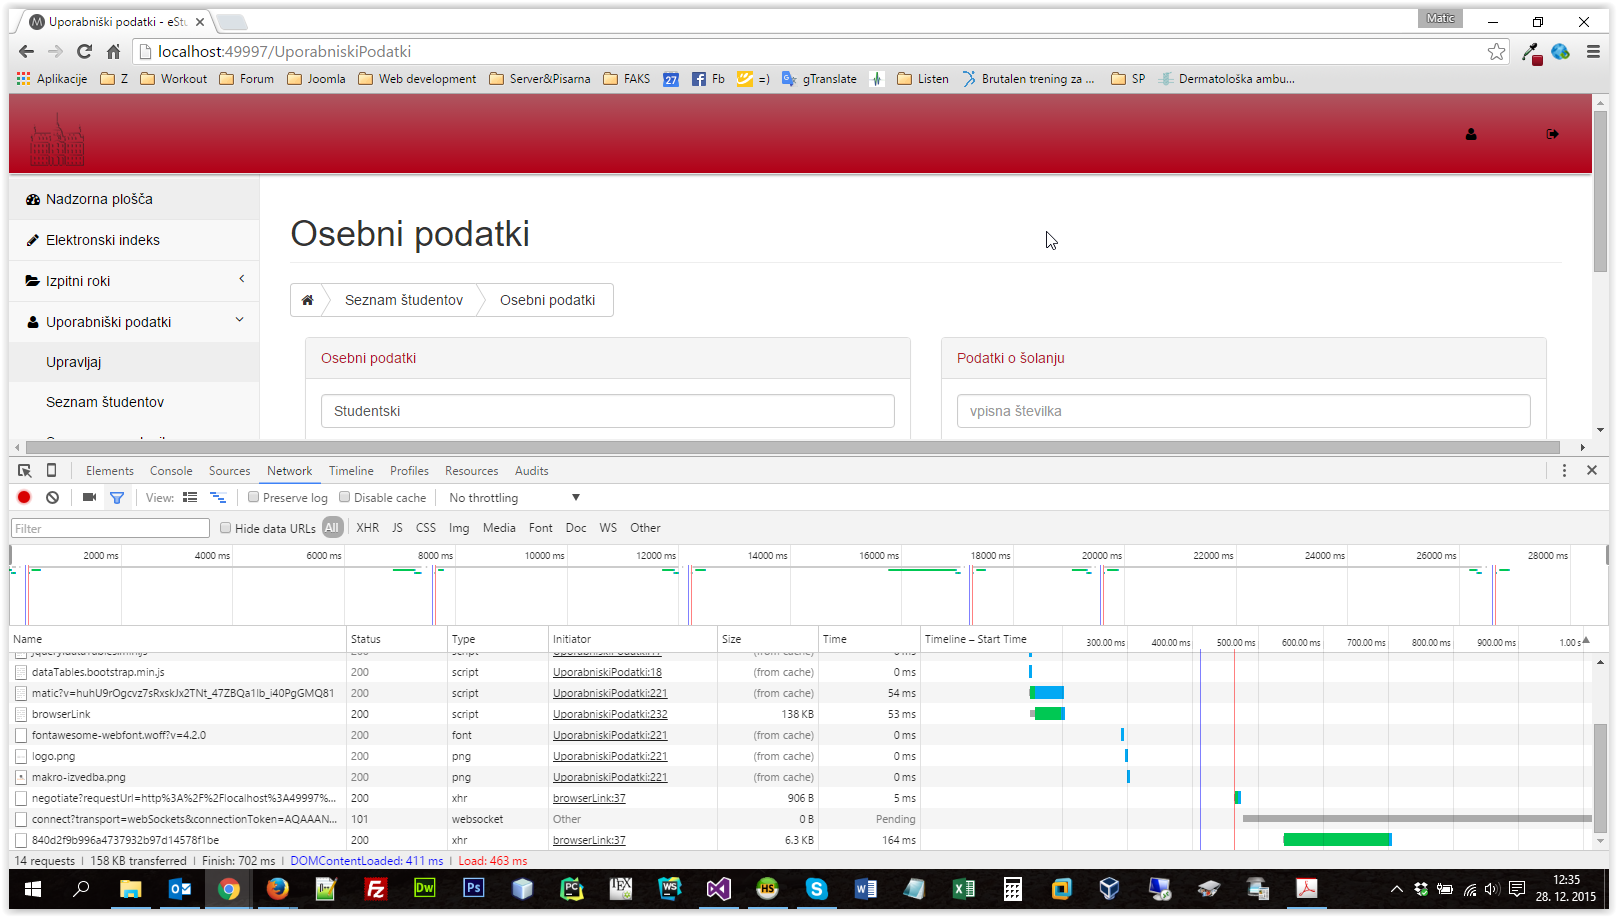 Uporabniški podatki - eStu
Matic
localhost:49997/UporabniskiPodatki
Aplikacije Z Workout Forum Joomla Web development Server&Pisarna FAKS 27 Fb =) gTranslate Listen Brutalen trening za ... SP Dermatološka ambu...
Nadzorna plošča
Elektronski indeks
Izpitni roki
Uporabniški podatki
Upravljaj
Seznam študentov
Osebni podatki
Seznam študentov Osebni podatki
Osebni podatki
Studentski
Podatki o šolanju
vpisna številka
Elements Console Sources Network Timeline Profiles Resources Audits
View: Preserve log Disable cache No throttling
Filter Hide data URLs All XHR JS CSS Img Media Font Doc WS Other
2000 ms 4000 ms 6000 ms 8000 ms 10000 ms 12000 ms 14000 ms 16000 ms 18000 ms 20000 ms 22000 ms 24000 ms 26000 ms 28000 ms
Name Status Type Initiator Size Time Timeline – Start Time 300.00 ms 400.00 ms 500.00 ms 600.00 ms 700.00 ms 800.00 ms 900.00 ms 1.00 s
dataTables.bootstrap.min.js 200 script UporabniskiPodatki:18 (from cache) 0 ms
matic?v=huhU9rOgcvz7sRxskJx2TNt_47ZBQa1lb_i40PgGMQ81 200 script UporabniskiPodatki:221 (from cache) 54 ms
browserLink 200 script UporabniskiPodatki:232 138 KB 53 ms
fontawesome-webfont.woff?v=4.2.0 200 font UporabniskiPodatki:221 (from cache) 0 ms
logo.png 200 png UporabniskiPodatki:221 (from cache) 0 ms
makro-izvedba.png 200 png UporabniskiPodatki:221 (from cache) 0 ms
negotiate?requestUrl=http%3A%2F%2Flocalhost%3A49997%... 200 xhr browserLink:37 906 B 5 ms
connect?transport=webSockets&connectionToken=AQAAAN... 101 websocket Other 0 B Pending
840d2f9b996a4737932b97d14578f1be 200 xhr browserLink:37 6.3 KB 164 ms
14 requests | 158 KB transferred | Finish: 702 ms | DOMContentLoaded: 411 ms | Load: 463 ms
12:35
28. 12. 2015